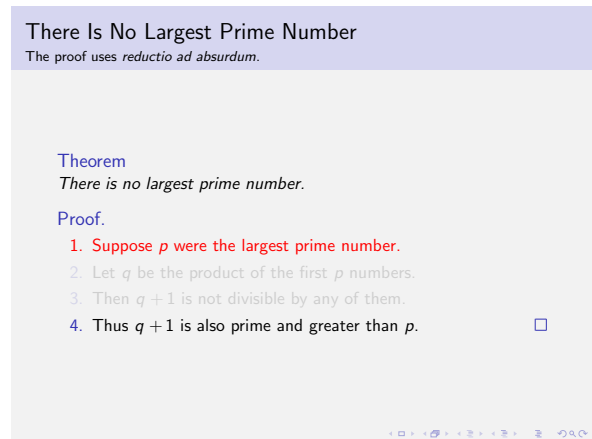 There Is No Largest Prime Number
The proof uses reductio ad absurdum.
Theorem
There is no largest prime number.
Proof.
1. Suppose p were the largest prime number.
2. Let q be the product of the first p numbers.
3. Then q + 1 is not divisible by any of them.
4. Thus q + 1 is also prime and greater than p.